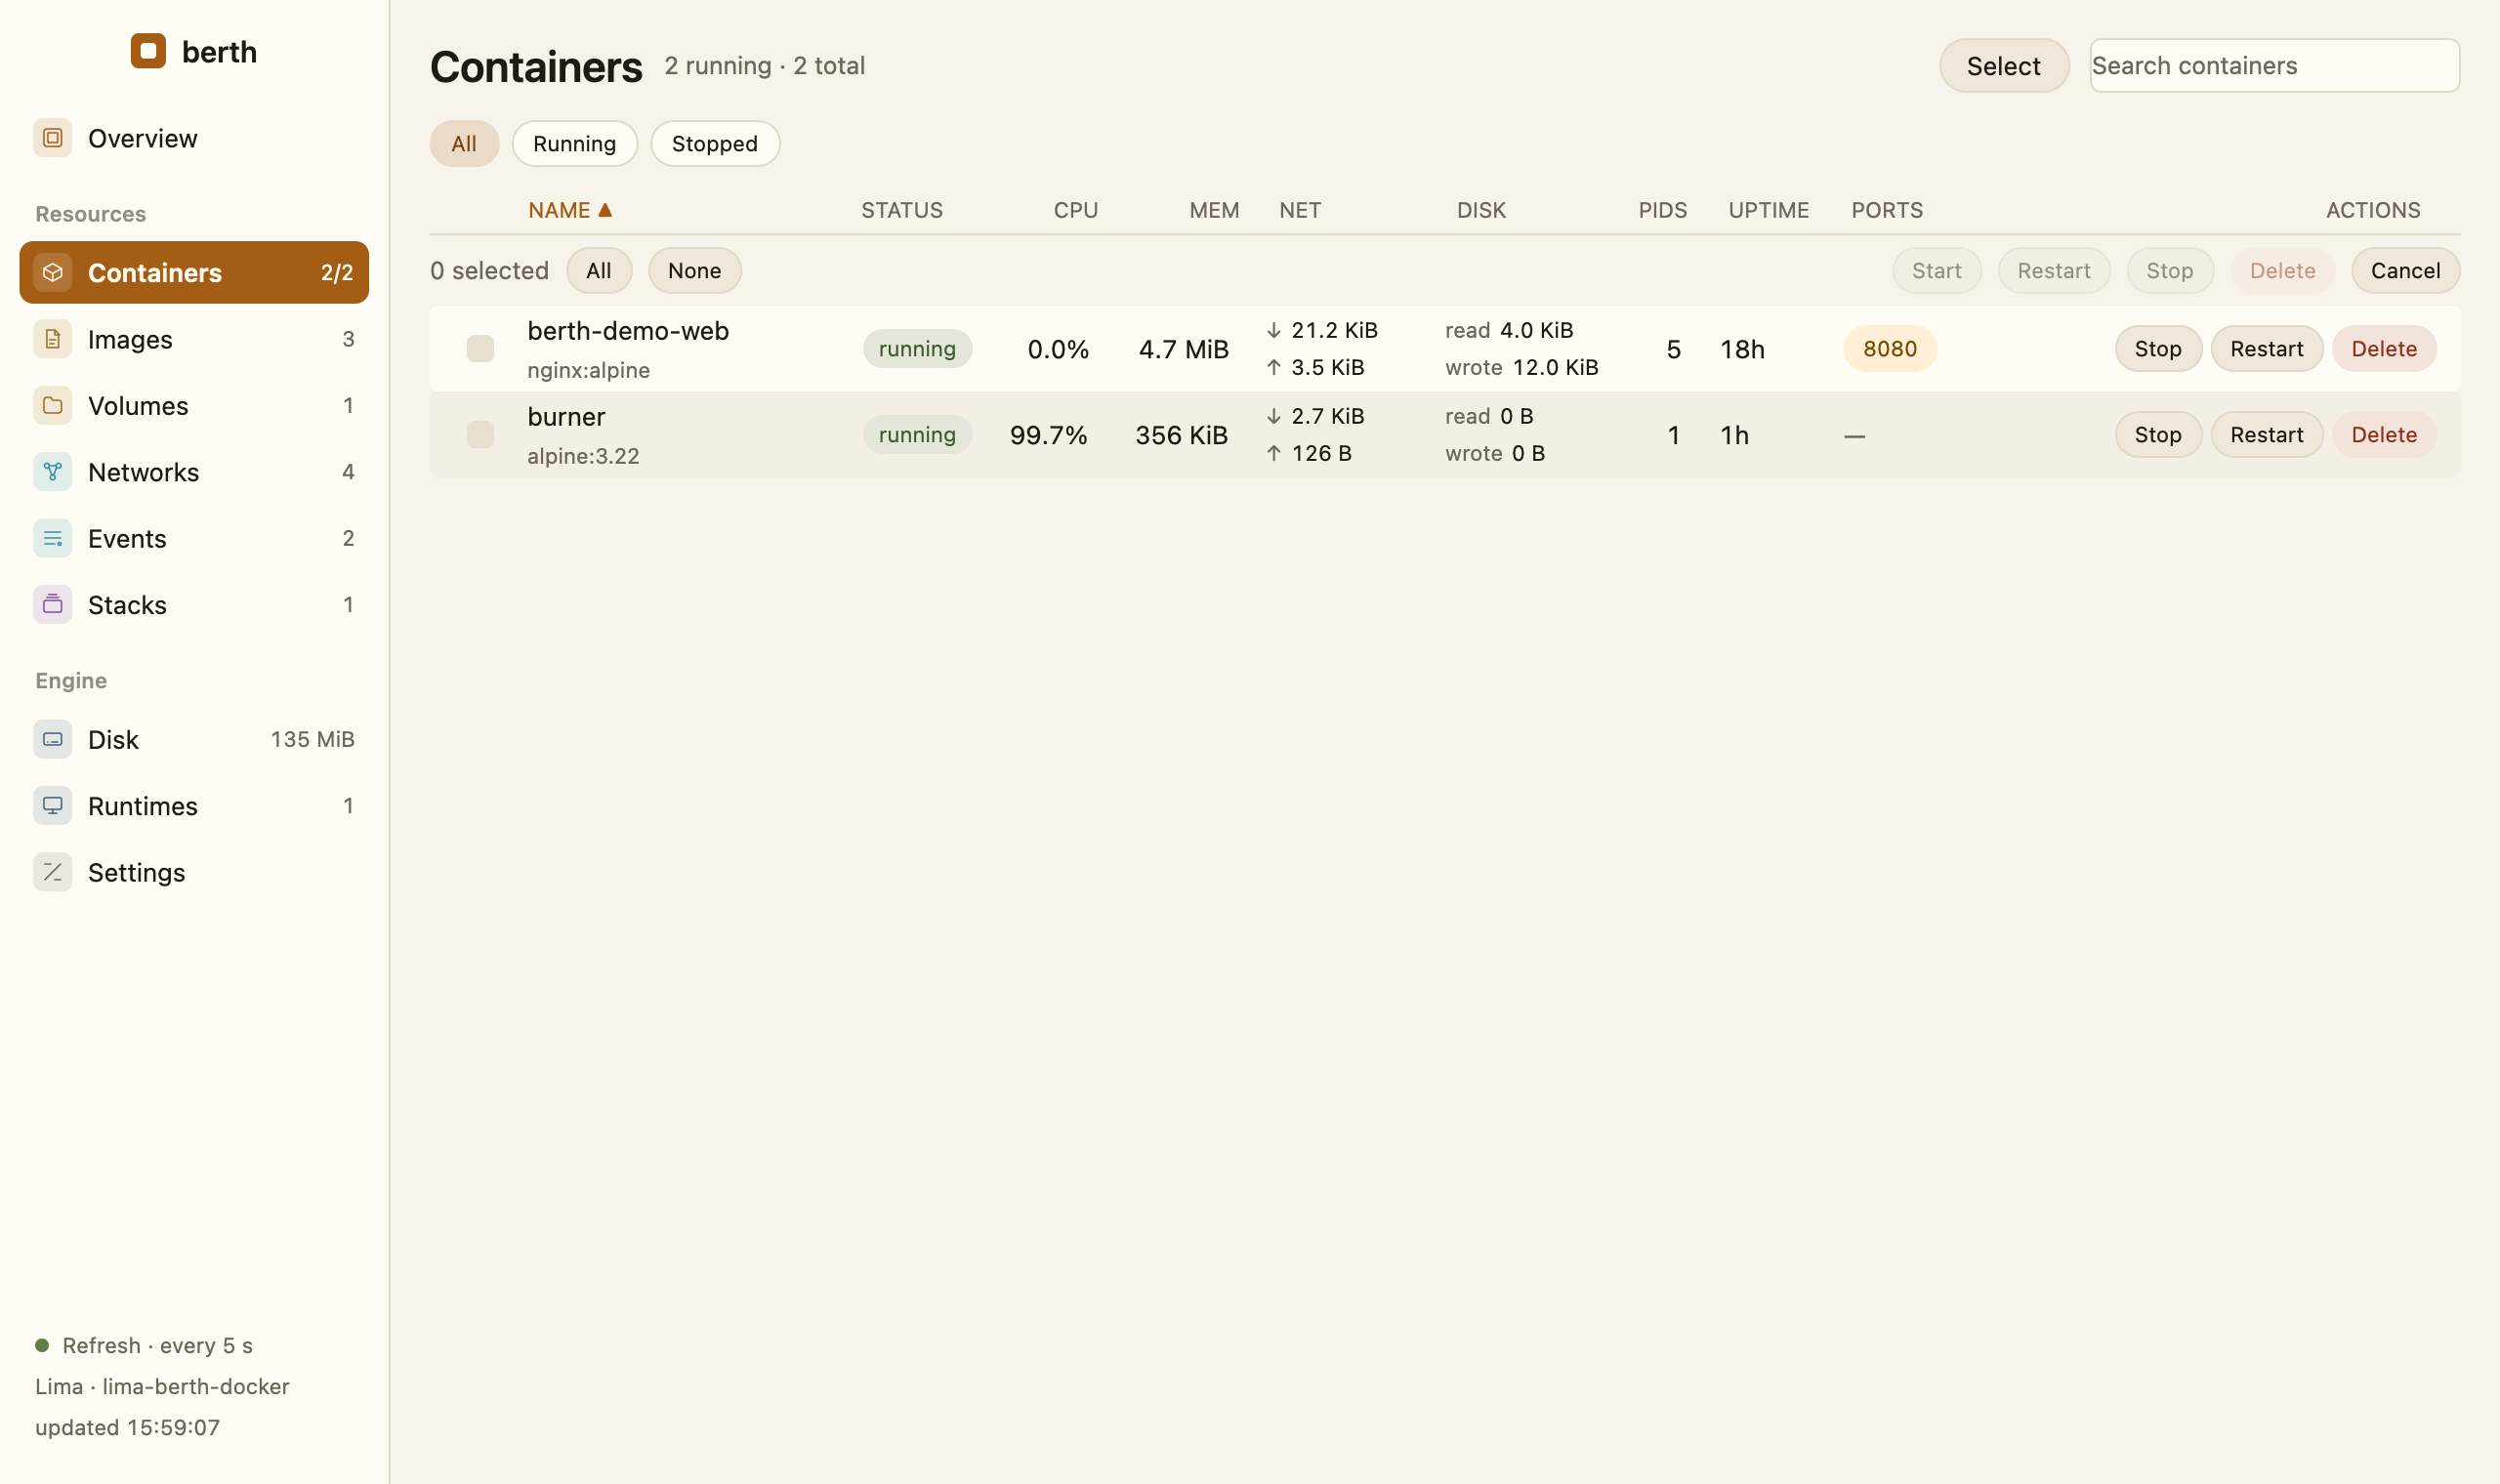 berth
Overview
Resources
Containers 2/2
Images 3
Volumes 1
Networks 4
Events 2
Stacks 1
Engine
Disk 135 MiB
Runtimes 1
Settings
Refresh · every 5 s
Lima · lima-berth-docker
updated 15:59:07
Containers 2 running · 2 total Select Search containers
All Running Stopped
NAME ▲ STATUS CPU MEM NET DISK PIDS UPTIME PORTS ACTIONS
0 selected All None Start Restart Stop Delete Cancel
berth-demo-web running 0.0% 4.7 MiB ↓ 21.2 KiB read 4.0 KiB 5 18h 8080 Stop Restart Delete
nginx:alpine ↑ 3.5 KiB wrote 12.0 KiB
burner running 99.7% 356 KiB ↓ 2.7 KiB read 0 B 1 1h — Stop Restart Delete
alpine:3.22 ↑ 126 B wrote 0 B